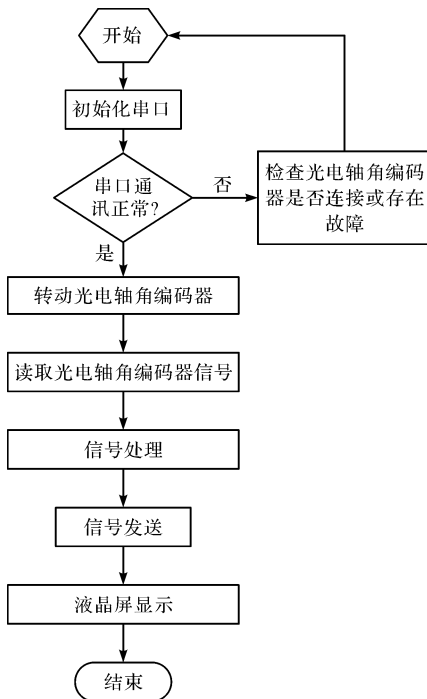 开始
初始化串口
串口通
讯正常?
否
检查光电轴角编码
器是否连接或存在
故障
是
转动光电轴角编码器
读取光电轴角编码器信号
信号处理
信号发送
液晶屏显示
结束